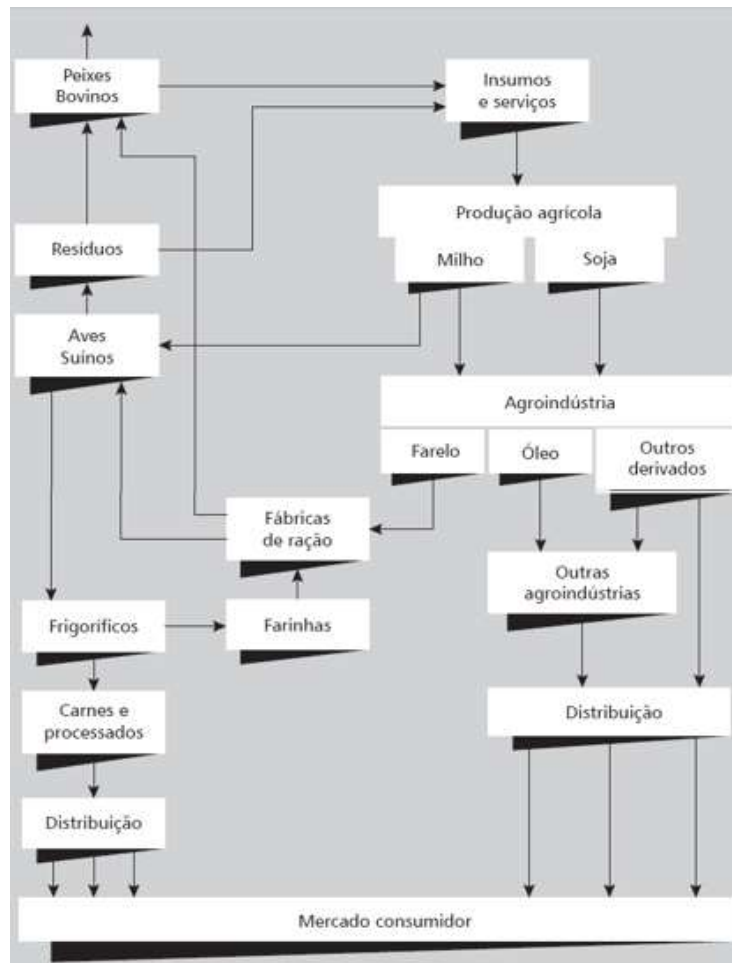 Peixes
Bovinos
Insumos
e serviços
Produção agrícola
Resíduos
Milho
Soja
Aves
Suínos
Agroindústria
Farelo
Óleo
Outros
derivados
Fábricas
de ração
Outras
agroindústrias
Frigoríficos
Farinhas
Carnes e
processados
Distribuição
Distribuição
Mercado consumidor